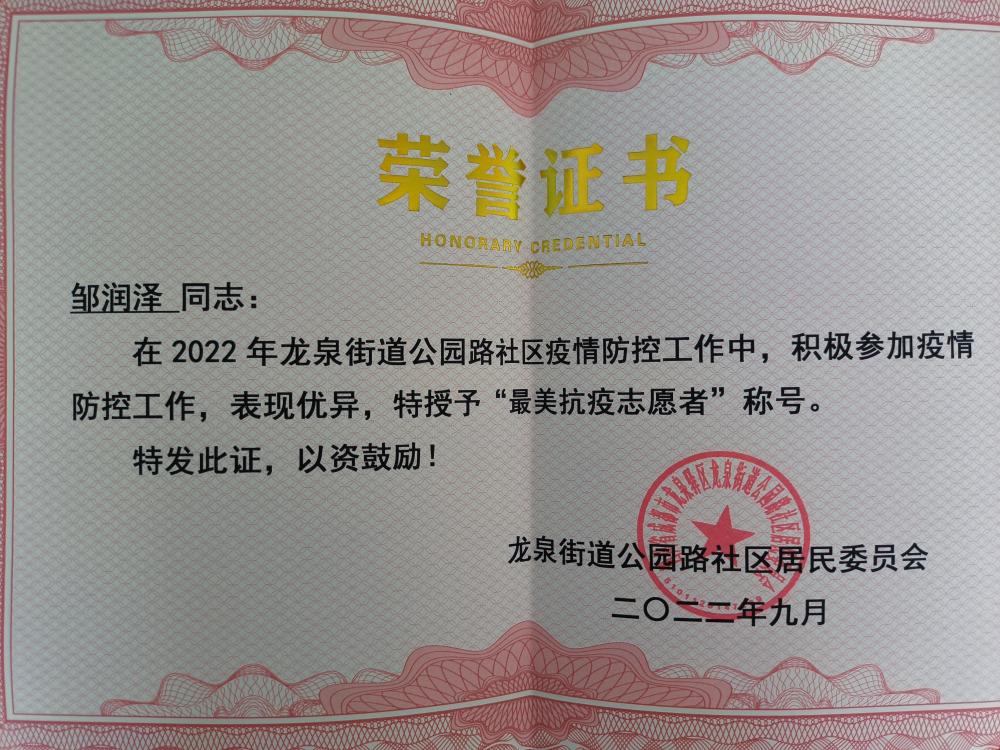 荣誉证书
HONORARY CREDENTIAL
邹润泽 同志：
在2022年龙泉街道公园路社区疫情防控工作中，积极参加疫情
防控工作，表现优异，特授予“最美抗疫志愿者”称号。
特发此证，以资鼓励！
龙泉街道公园路社区居民委员会
二〇二二年九月